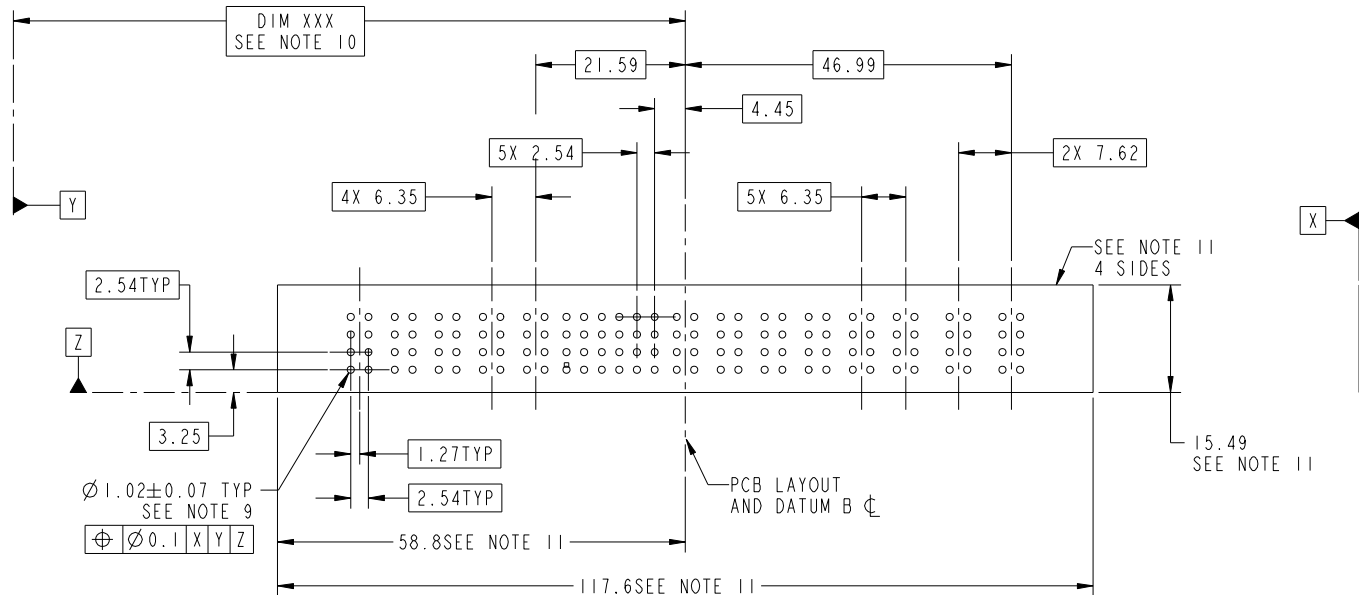 DIM XXX
SEE NOTE 10
21.59
46.99
4.45
5X 2.54
2X 7.62
4X 6.35
5X 6.35
Y
X
SEE NOTE 11
4 SIDES
2.54TYP
Z
B
3.25
1.27TYP
15.49
SEE NOTE 11
Ø1.02±0.07 TYP
SEE NOTE 9
2.54TYP
PCB LAYOUT
AND DATUM B ℄
⌖ Ø0.1 X Y Z
58.8SEE NOTE 11
117.6SEE NOTE 11